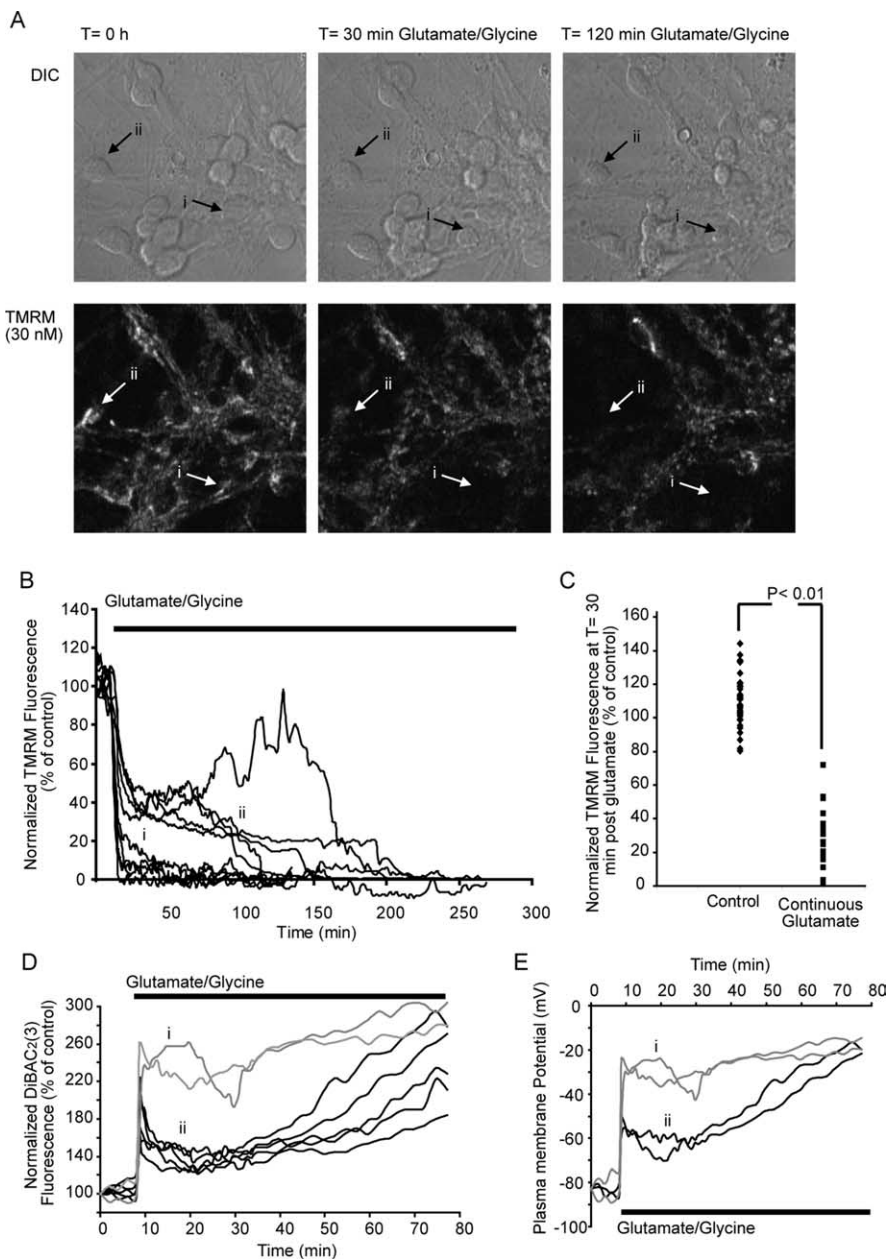 A
T= 0 h
T= 30 min Glutamate/Glycine
T= 120 min Glutamate/Glycine
DIC
ii
i
ii
i
ii
i
TMRM
(30 nM)
ii
i
ii
i
ii
i
B
Glutamate/Glycine
Normalized TMRM Fluorescence
(% of control)
140
120
100
80
60
40
20
0
i
ii
50
100
150
200
250
300
Time (min)
C
P< 0.01
Normalized TMRM Fluorescence at T= 30
min post glutamate (% of control)
160
140
120
100
80
60
40
20
0
Control
Continuous
Glutamate
D
Glutamate/Glycine
Normalized DiBAC2(3)
Fluorescence (% of control)
300
260
220
180
140
100
i
ii
0
10
20
30
40
50
60
70
80
Time (min)
E
Time (min)
0
10
20
30
40
50
60
70
80
Plasma membrane Potential (mV)
0
-20
-40
-60
-80
-100
i
ii
Glutamate/Glycine